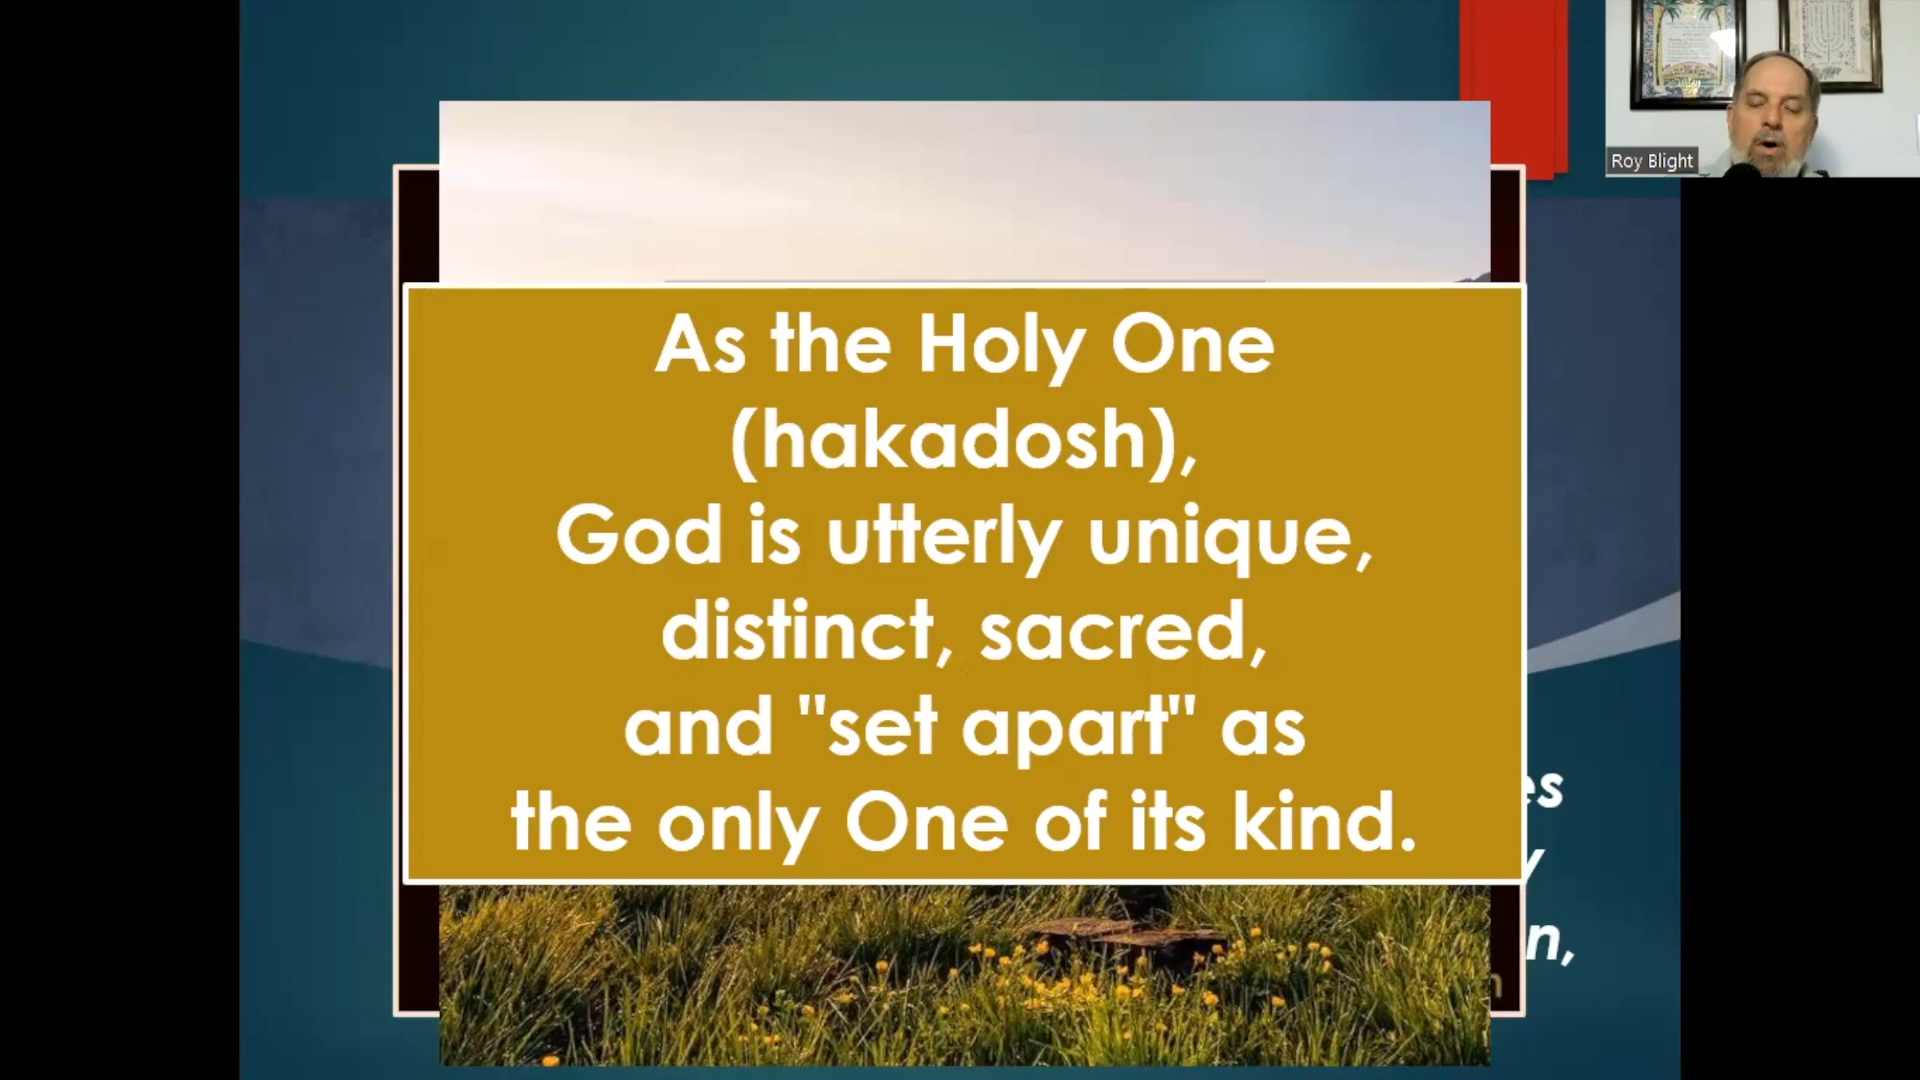 Roy Blight
As the Holy One
(hakadosh),
God is utterly unique,
distinct, sacred,
and "set apart" as
the only One of its kind.
es
y
n,
n